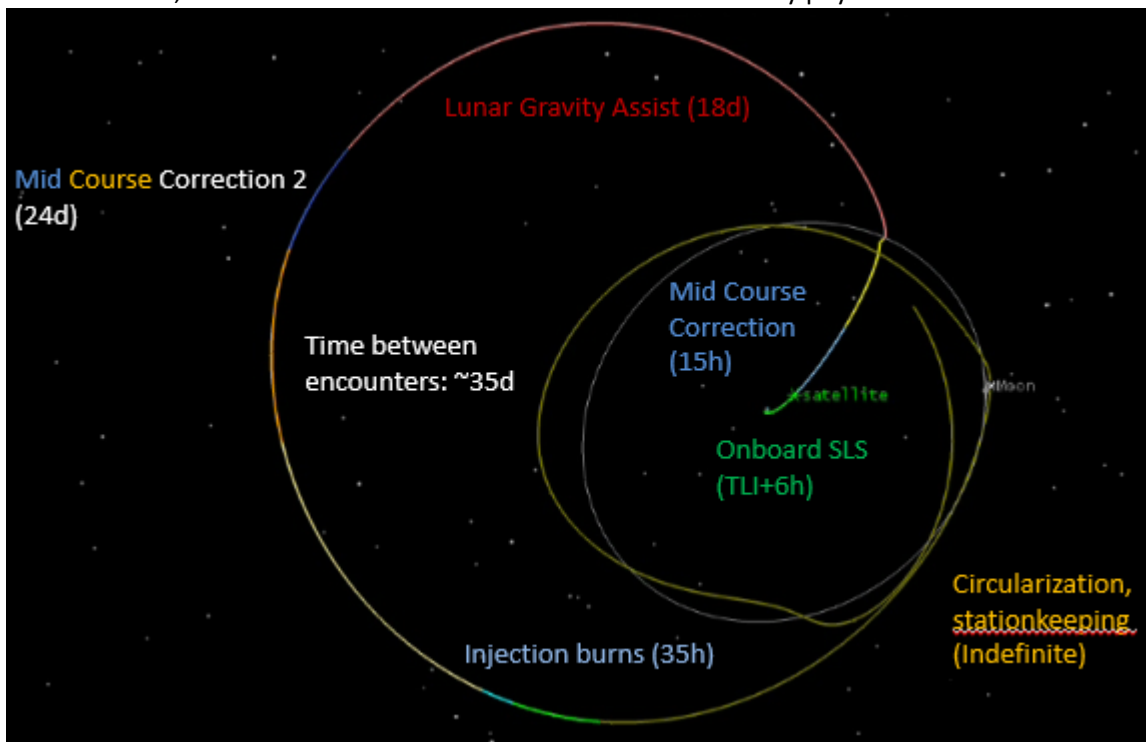 Lunar Gravity Assist (18d)
Mid Course Correction 2
(24d)
Mid Course
Correction
(15h)
Time between
encounters: ~35d
satellite
Moon
Onboard SLS
(TLI+6h)
Circularization,
stationkeeping
(Indefinite)
Injection burns (35h)